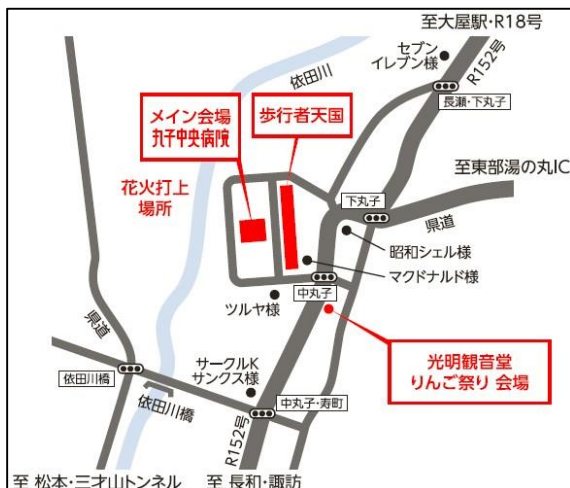 至大屋駅・R18号
セブン
イレブン様
R152号
依田川
長瀬・下丸子
メイン会場
丸子中央病院
歩行者天国
至東部湯の丸IC
花火打上
場所
下丸子
県道
昭和シェル様
マクドナルド様
中丸子
ツルヤ様
県道
光明観音堂
りんご祭り 会場
サークルK
サンクス様
依田川橋
依田川橋
中丸子・寿町
R152号
至 松本・三才山トンネル
至 長和・諏訪